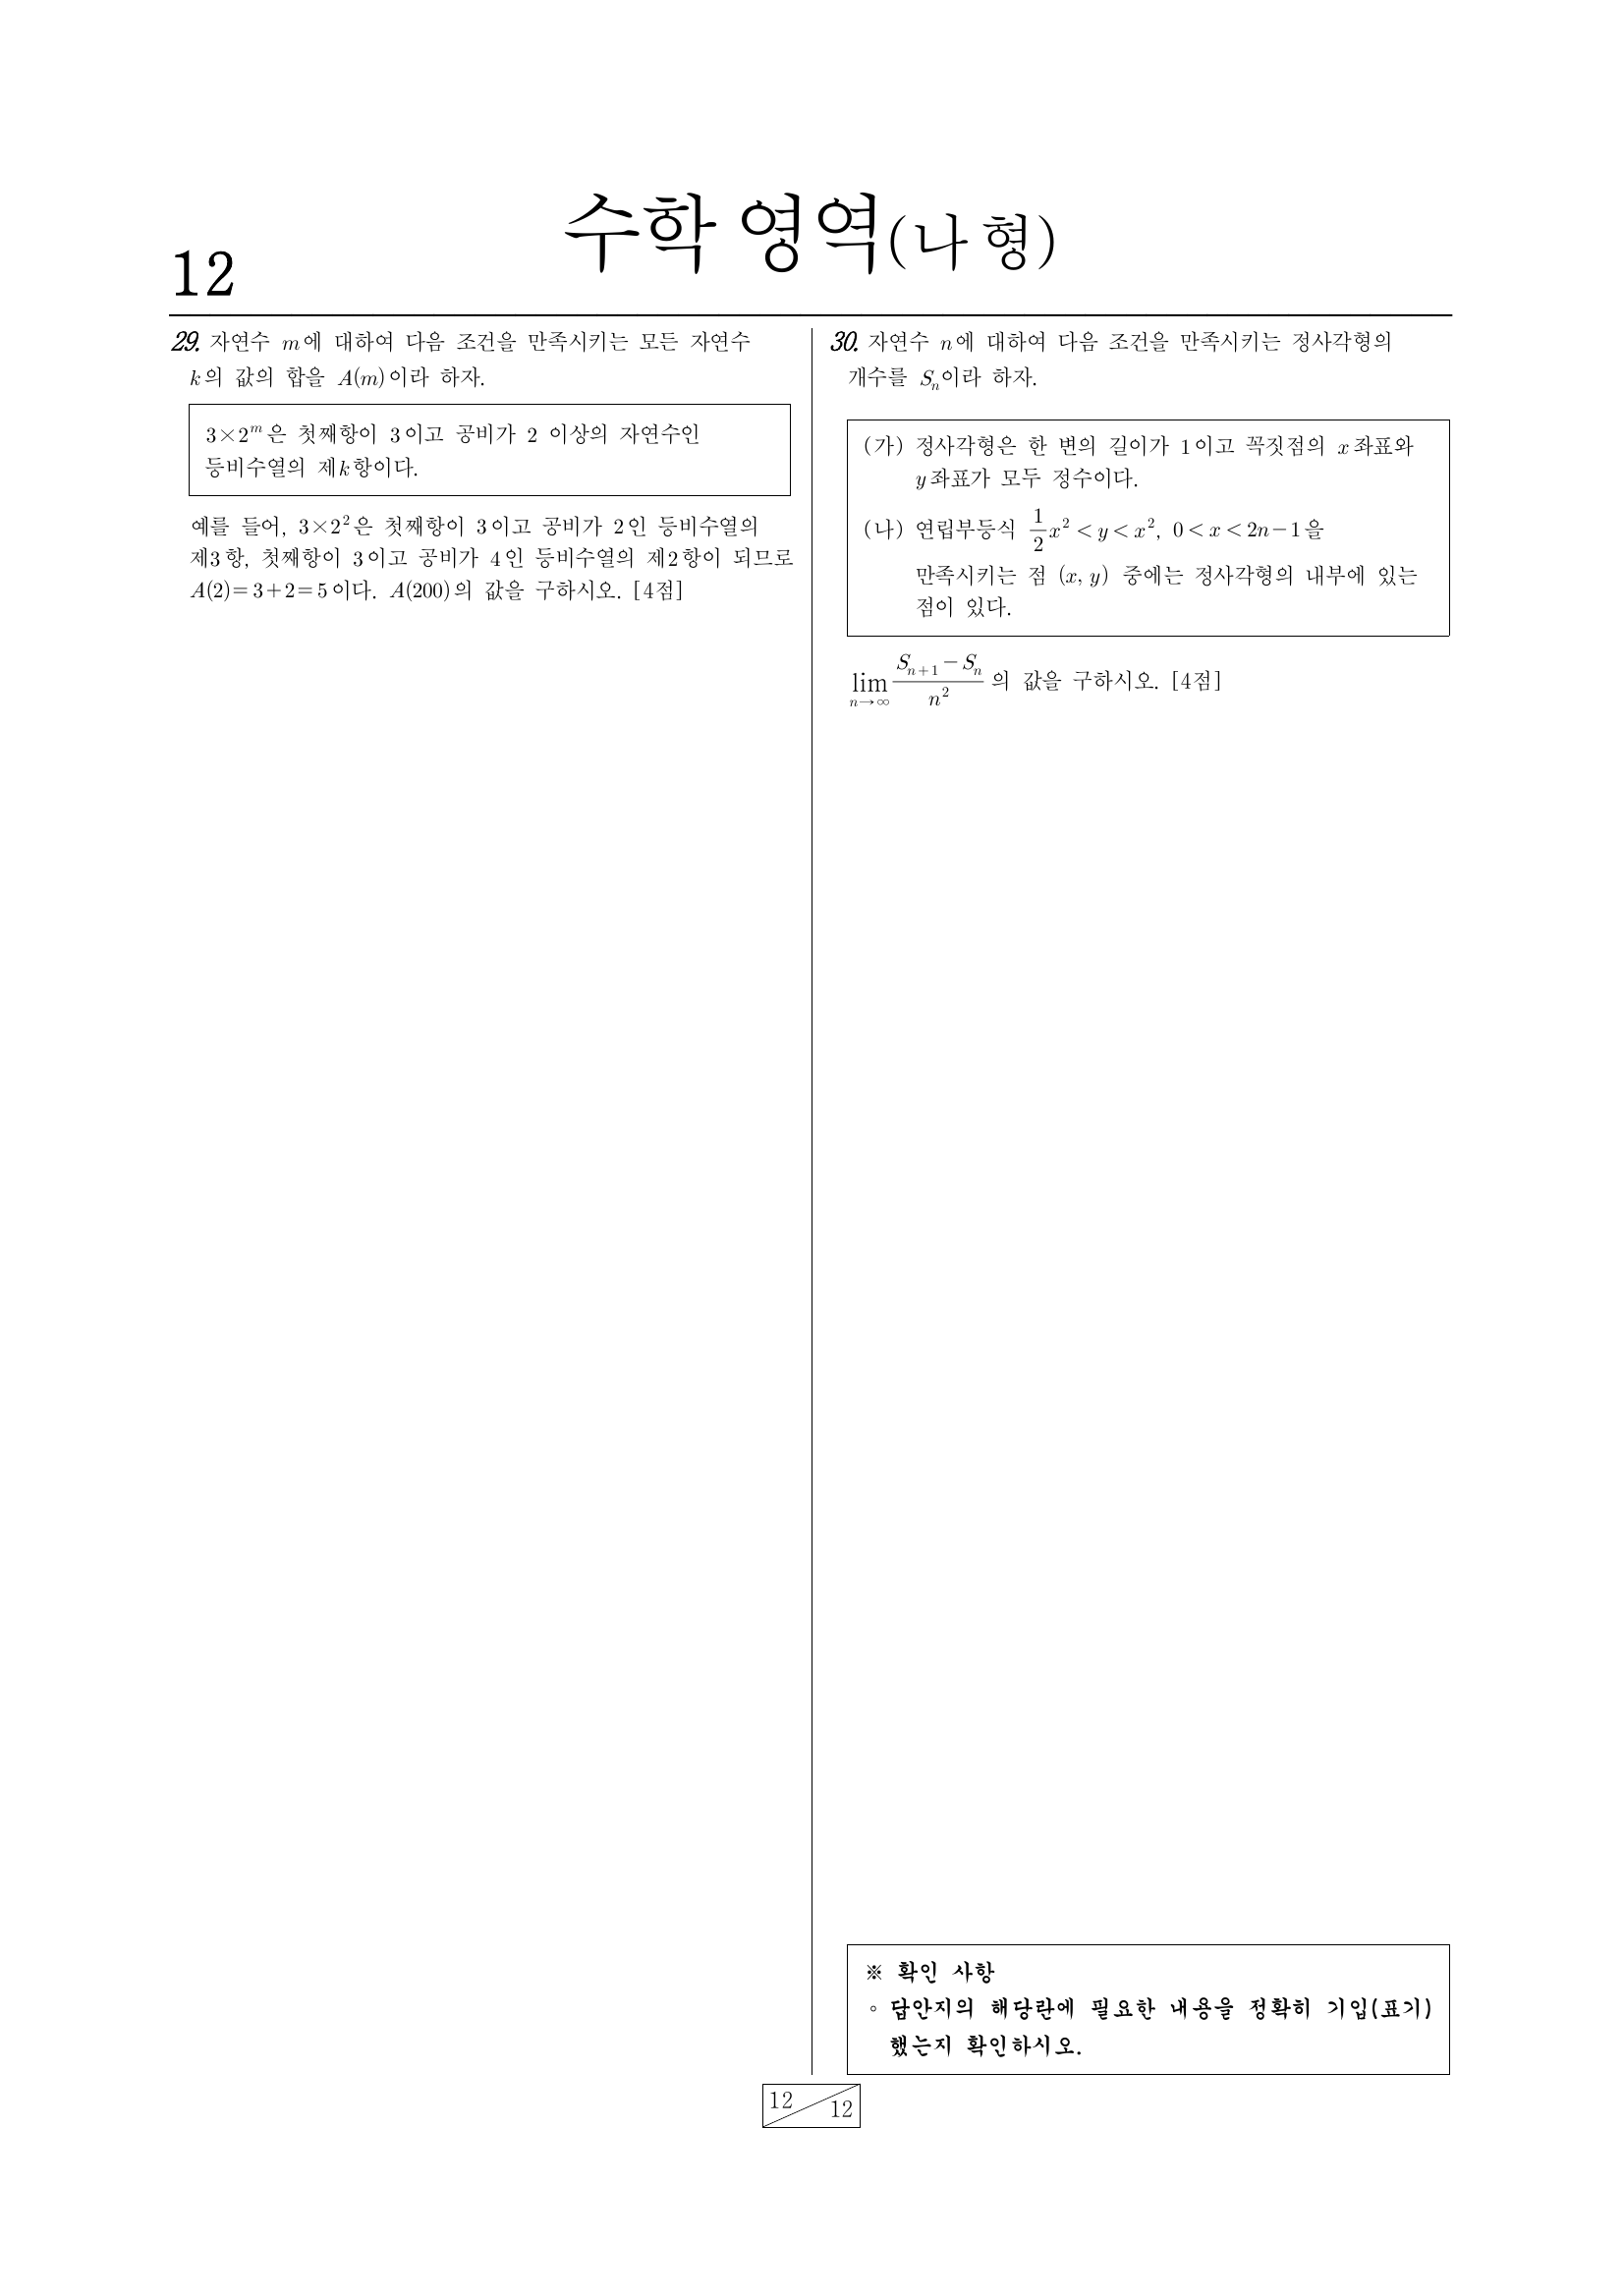 수학 영역(나 형)
12
29. 자연수 m에 대하여 다음 조건을 만족시키는 모든 자연수
k의 값의 합을 A(m)이라 하자.
3×2^m은 첫째항이 3이고 공비가 2 이상의 자연수인
등비수열의 제k항이다.
예를 들어, 3×2^2은 첫째항이 3이고 공비가 2인 등비수열의
제3항, 첫째항이 3이고 공비가 4인 등비수열의 제2항이 되므로
A(2)=3+2=5이다. A(200)의 값을 구하시오. [4점]
30. 자연수 n에 대하여 다음 조건을 만족시키는 정사각형의
개수를 S_n이라 하자.
(가) 정사각형은 한 변의 길이가 1이고 꼭짓점의 x좌표와
y좌표가 모두 정수이다.
(나) 연립부등식 1/2 x^2 < y < x^2, 0 < x < 2n-1을
만족시키는 점 (x, y) 중에는 정사각형의 내부에 있는
점이 있다.
lim_{n→∞} (S_{n+1} - S_n)/n^2 의 값을 구하시오. [4점]
※ 확인 사항
◦ 답안지의 해당란에 필요한 내용을 정확히 기입(표기)
했는지 확인하시오.
12
12